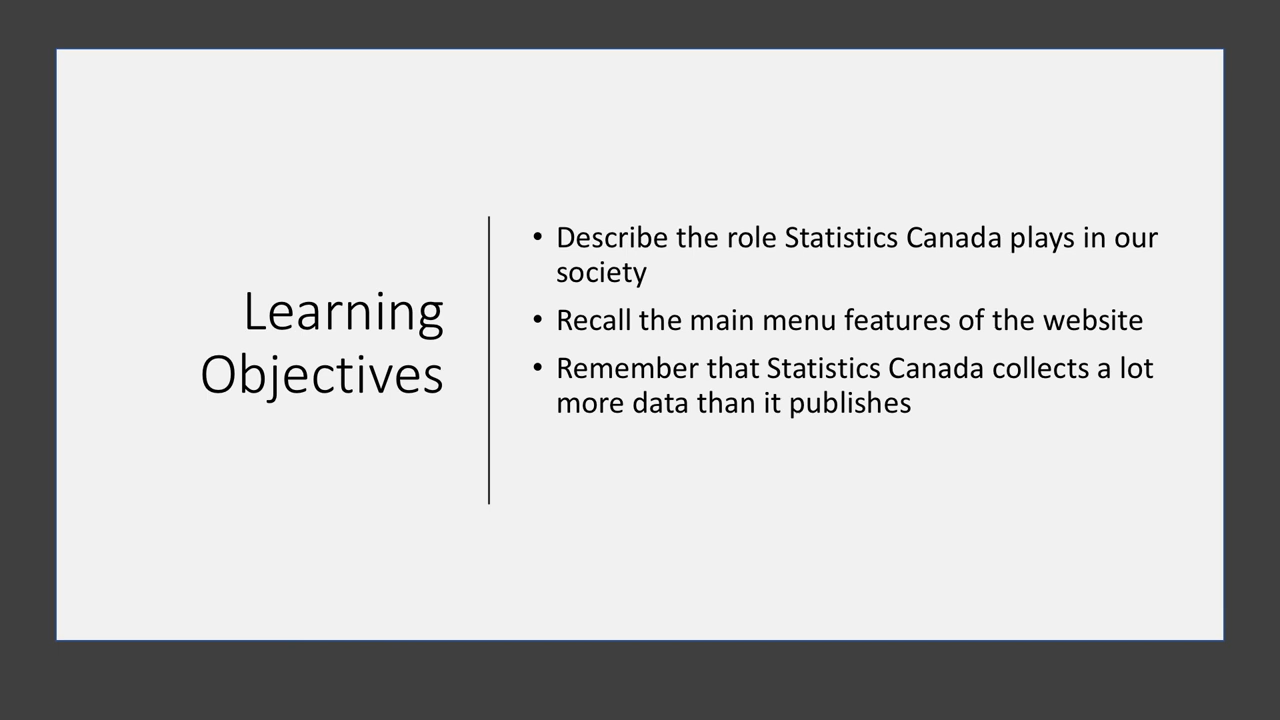 Learning
Objectives
• Describe the role Statistics Canada plays in our
society
• Recall the main menu features of the website
• Remember that Statistics Canada collects a lot
more data than it publishes